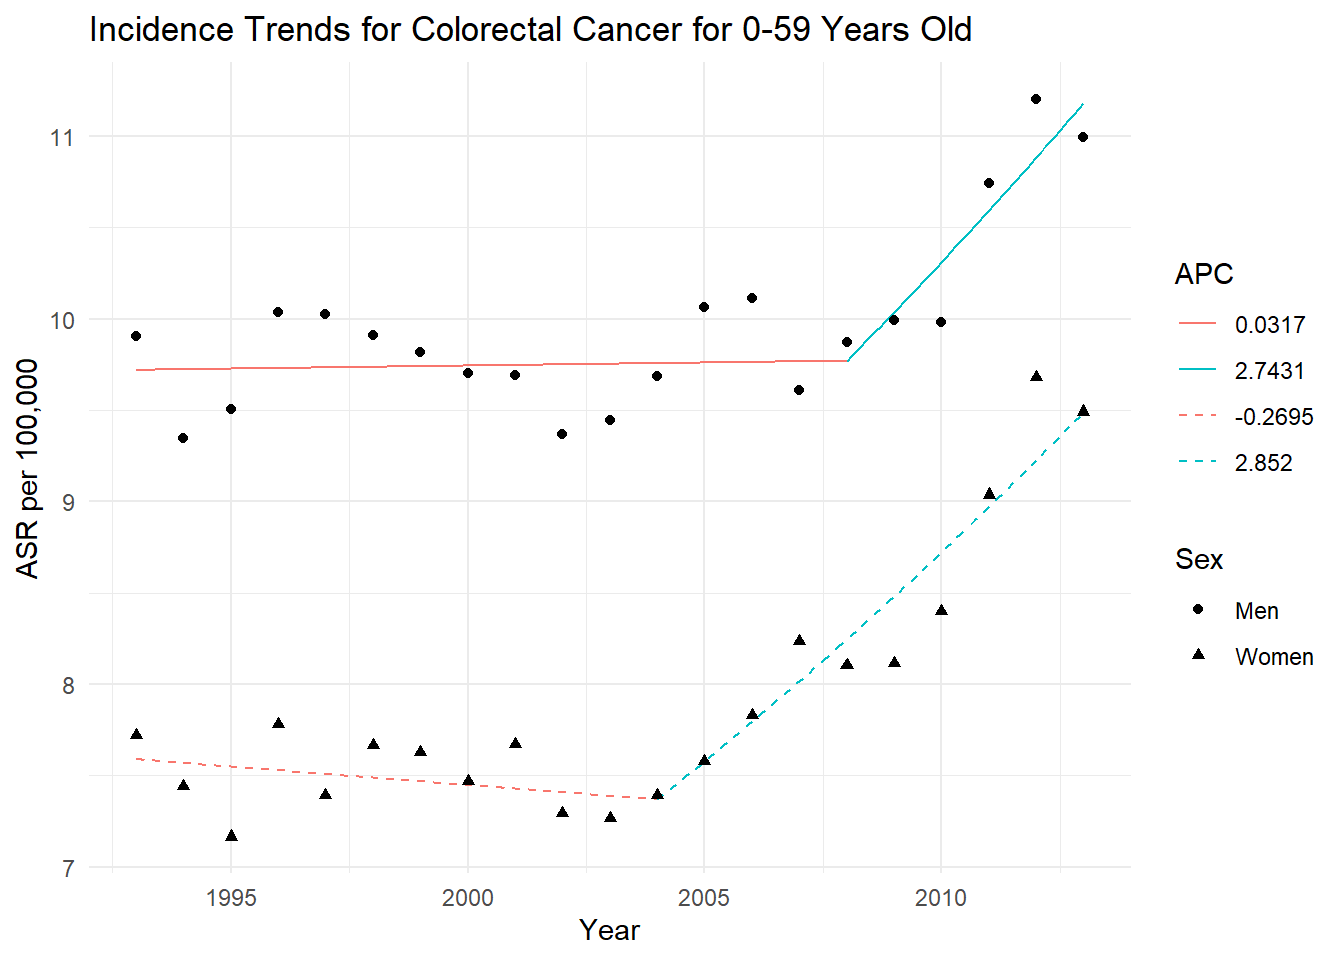 Incidence Trends for Colorectal Cancer for 0-59 Years Old
ASR per 100,000
11
10
9
8
7
1995
2000
2005
2010
Year
APC
0.0317
2.7431
-0.2695
2.852
Sex
Men
Women